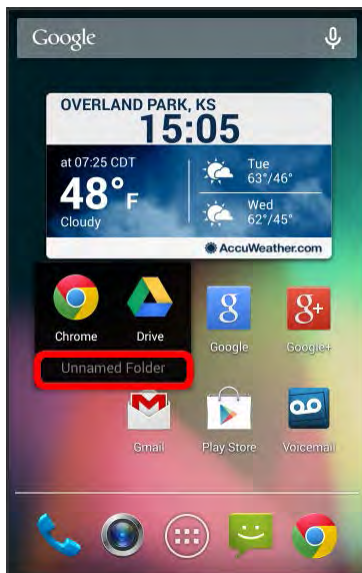 Google
OVERLAND PARK, KS
15:05
at 07:25 CDT
48° F
Cloudy
Tue
63°/46°
Wed
62°/45°
AccuWeather.com
Chrome
Drive
Google
Google+
Unnamed Folder
Gmail
Play Store
Voicemail